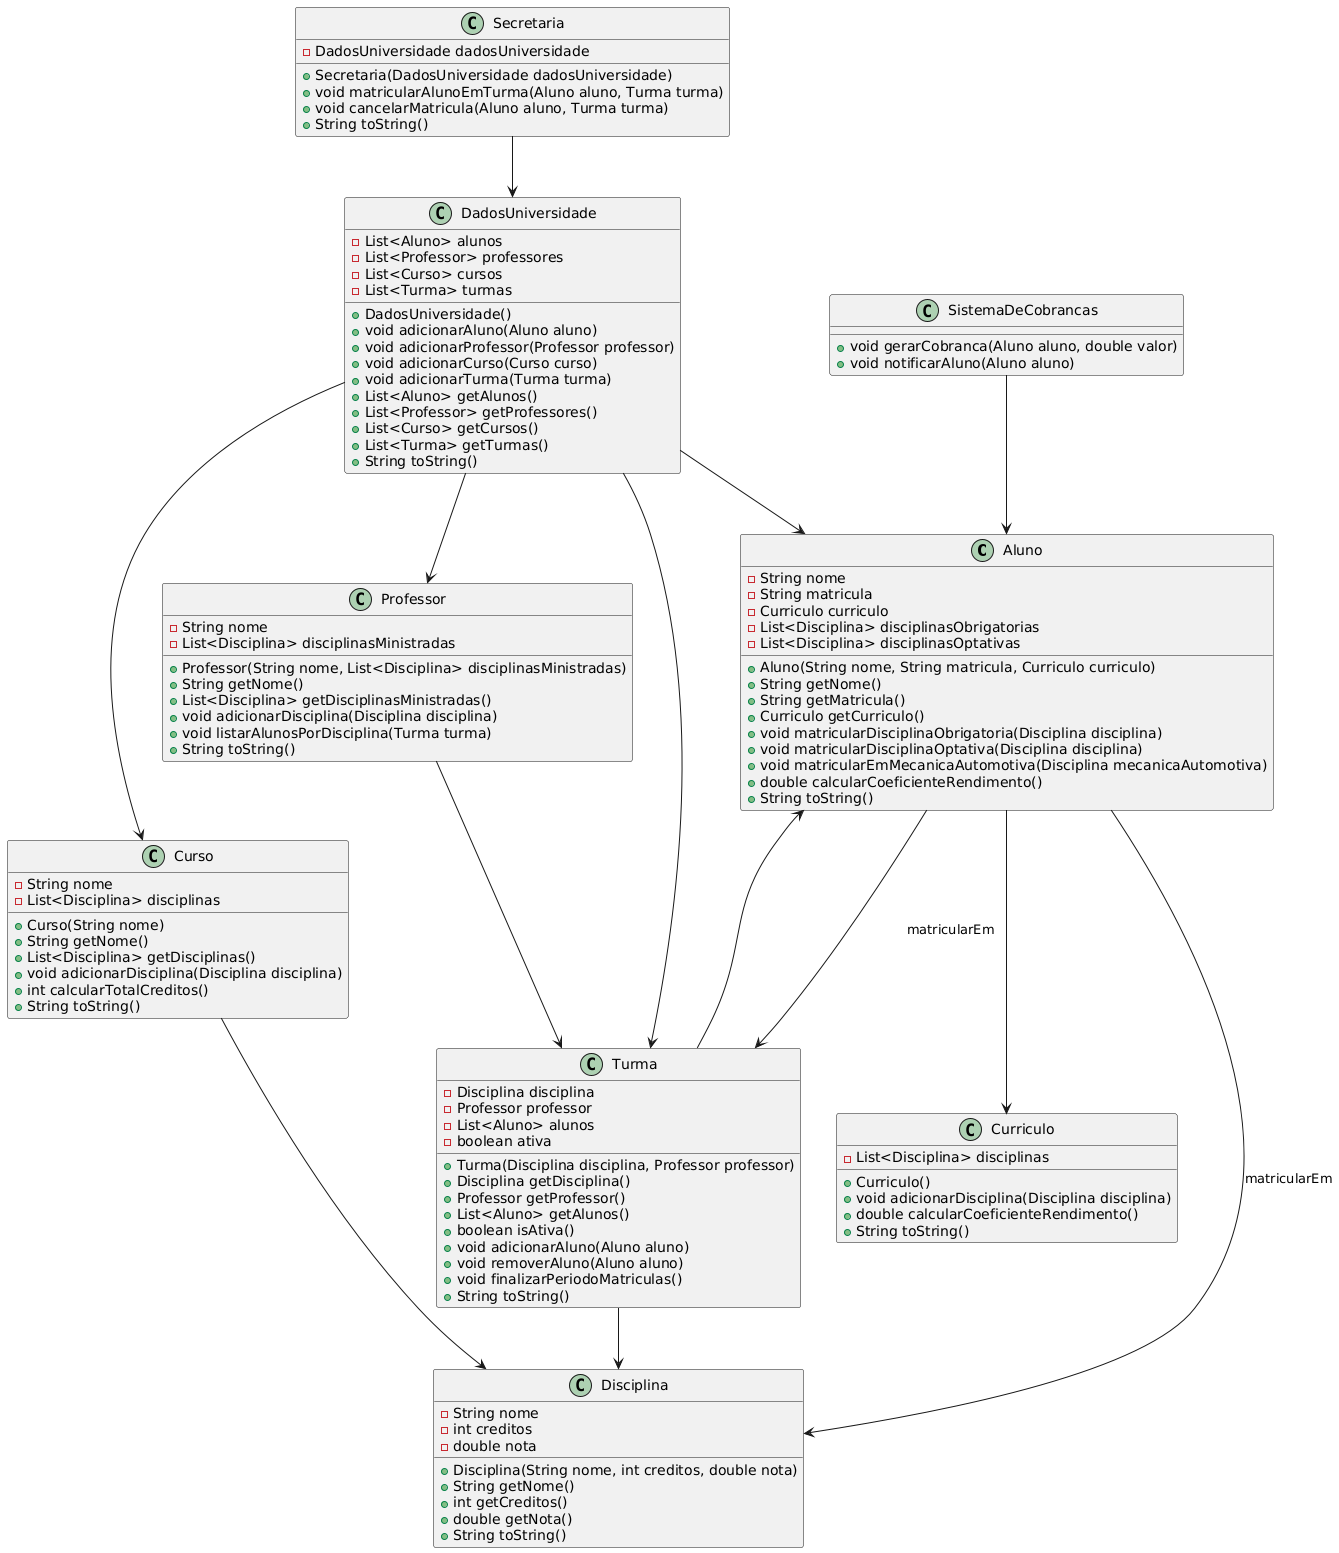 C Secretaria
DadosUniversidade dadosUniversidade
Secretaria(DadosUniversidade dadosUniversidade)
void matricularAlunoEmTurma(Aluno aluno, Turma turma)
void cancelarMatricula(Aluno aluno, Turma turma)
String toString()
C DadosUniversidade
List<Aluno> alunos
List<Professor> professores
List<Curso> cursos
List<Turma> turmas
DadosUniversidade()
void adicionarAluno(Aluno aluno)
void adicionarProfessor(Professor professor)
void adicionarCurso(Curso curso)
void adicionarTurma(Turma turma)
List<Aluno> getAlunos()
List<Professor> getProfessores()
List<Curso> getCursos()
List<Turma> getTurmas()
String toString()
C SistemaDeCobrancas
void gerarCobranca(Aluno aluno, double valor)
void notificarAluno(Aluno aluno)
C Professor
String nome
List<Disciplina> disciplinasMinistradas
Professor(String nome, List<Disciplina> disciplinasMinistradas)
String getNome()
List<Disciplina> getDisciplinasMinistradas()
void adicionarDisciplina(Disciplina disciplina)
void listarAlunosPorDisciplina(Turma turma)
String toString()
C Aluno
String nome
String matricula
Curriculo curriculo
List<Disciplina> disciplinasObrigatorias
List<Disciplina> disciplinasOptativas
Aluno(String nome, String matricula, Curriculo curriculo)
String getNome()
String getMatricula()
Curriculo getCurriculo()
void matricularDisciplinaObrigatoria(Disciplina disciplina)
void matricularDisciplinaOptativa(Disciplina disciplina)
void matricularEmMecanicaAutomotiva(Disciplina mecanicaAutomotiva)
double calcularCoeficienteRendimento()
String toString()
C Curso
String nome
List<Disciplina> disciplinas
Curso(String nome)
String getNome()
List<Disciplina> getDisciplinas()
void adicionarDisciplina(Disciplina disciplina)
int calcularTotalCreditos()
String toString()
matricularEm
C Turma
Disciplina disciplina
Professor professor
List<Aluno> alunos
boolean ativa
Turma(Disciplina disciplina, Professor professor)
Disciplina getDisciplina()
Professor getProfessor()
List<Aluno> getAlunos()
boolean isAtiva()
void adicionarAluno(Aluno aluno)
void removerAluno(Aluno aluno)
void finalizarPeriodoMatriculas()
String toString()
C Curriculo
List<Disciplina> disciplinas
Curriculo()
void adicionarDisciplina(Disciplina disciplina)
double calcularCoeficienteRendimento()
String toString()
matricularEm
C Disciplina
String nome
int creditos
double nota
Disciplina(String nome, int creditos, double nota)
String getNome()
int getCreditos()
double getNota()
String toString()